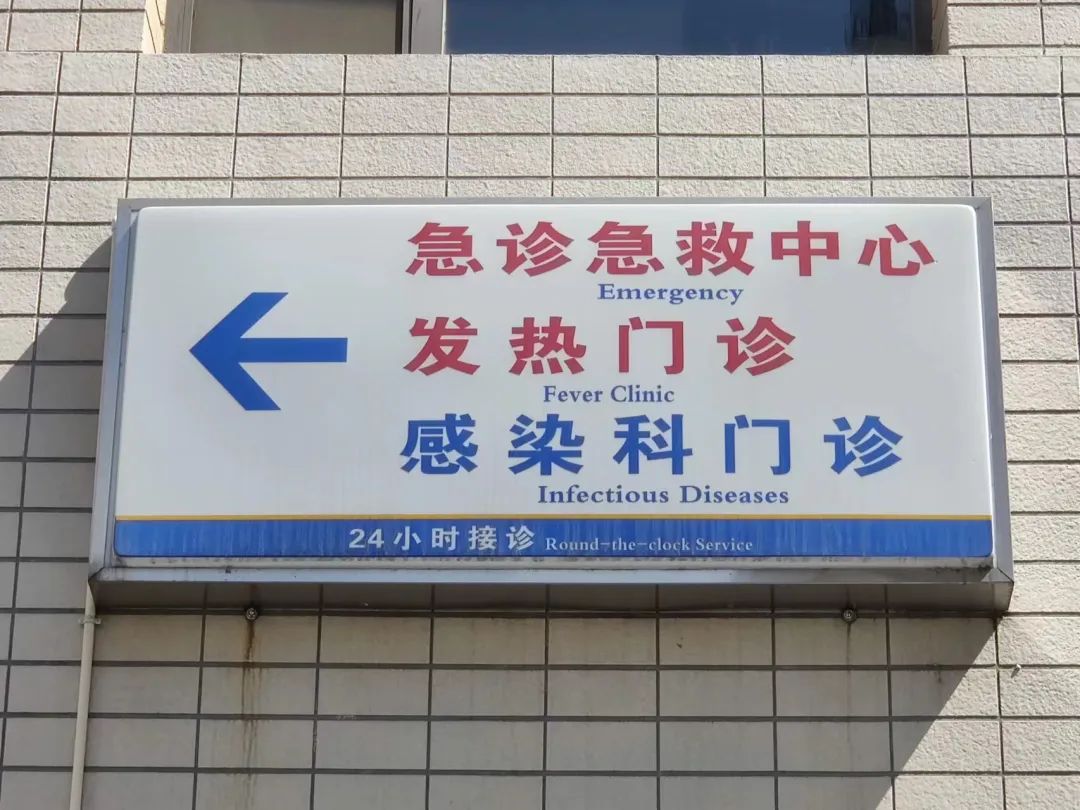 急诊急救中心
Emergency
发热门诊
Fever Clinic
感染科门诊
Infectious Diseases
24小时接诊 Round-the-clock Service